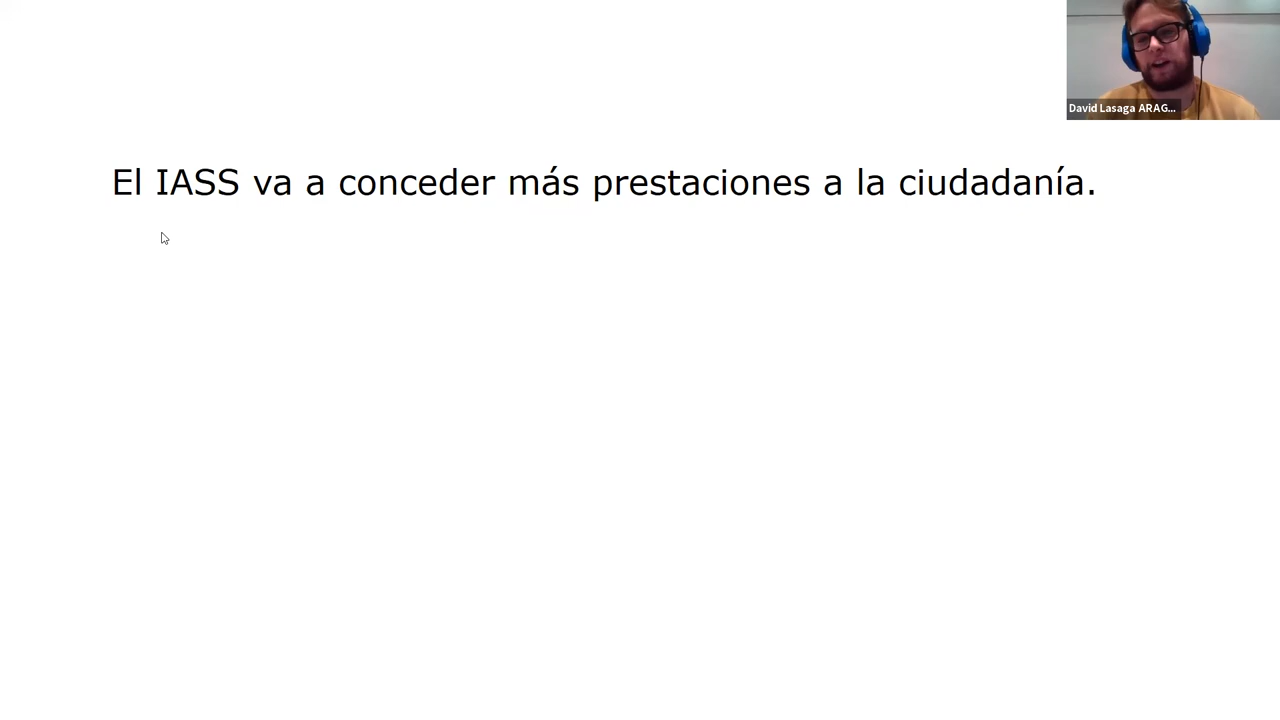 David Lasaga ARAG...
El IASS va a conceder más prestaciones a la ciudadanía.